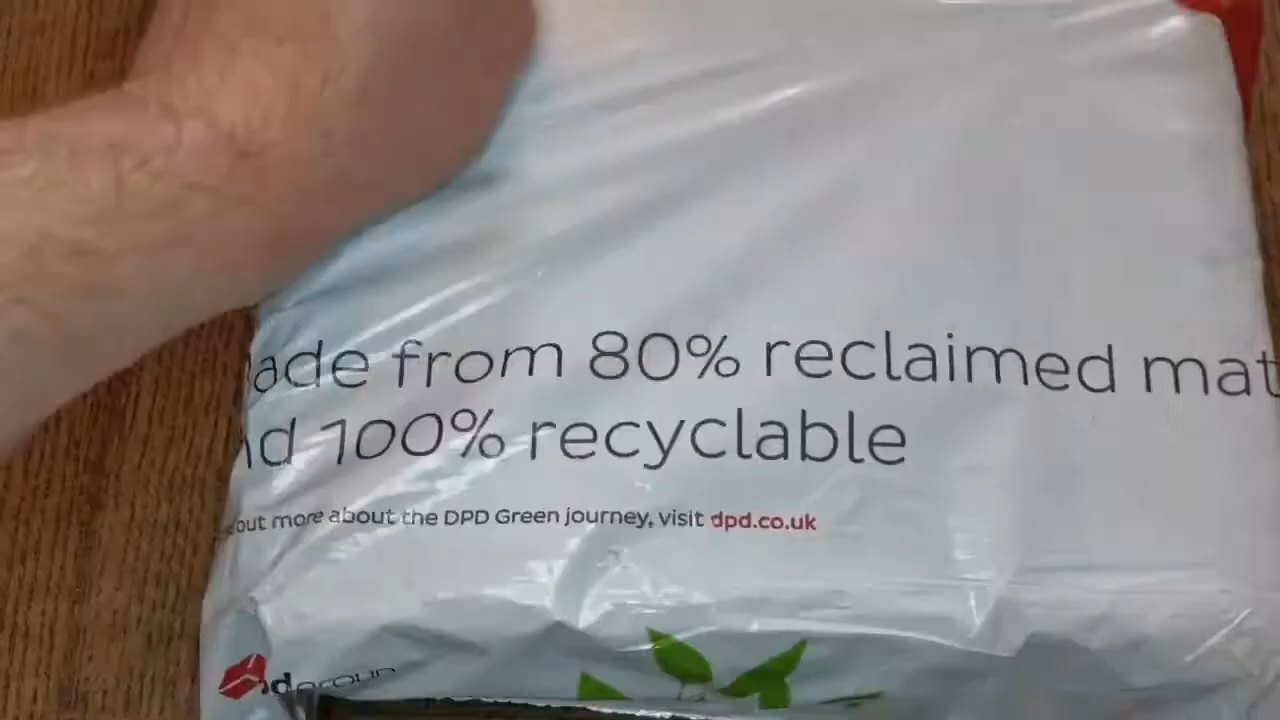 ade from 80% reclaimed mat
d 100% recyclable
out more about the DPD Green journey, visit dpd.co.uk